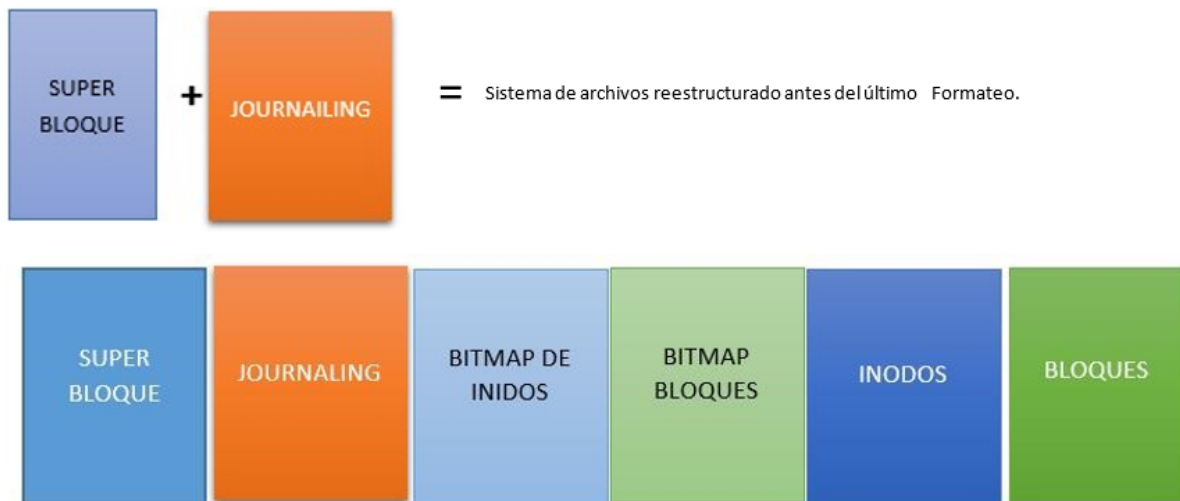 SUPER
BLOQUE
+
JOURNAILING
= Sistema de archivos reestructurado antes del último Formateo.
SUPER
BLOQUE
JOURNALING
BITMAP DE
INIDOS
BITMAP
BLOQUES
INODOS
BLOQUES